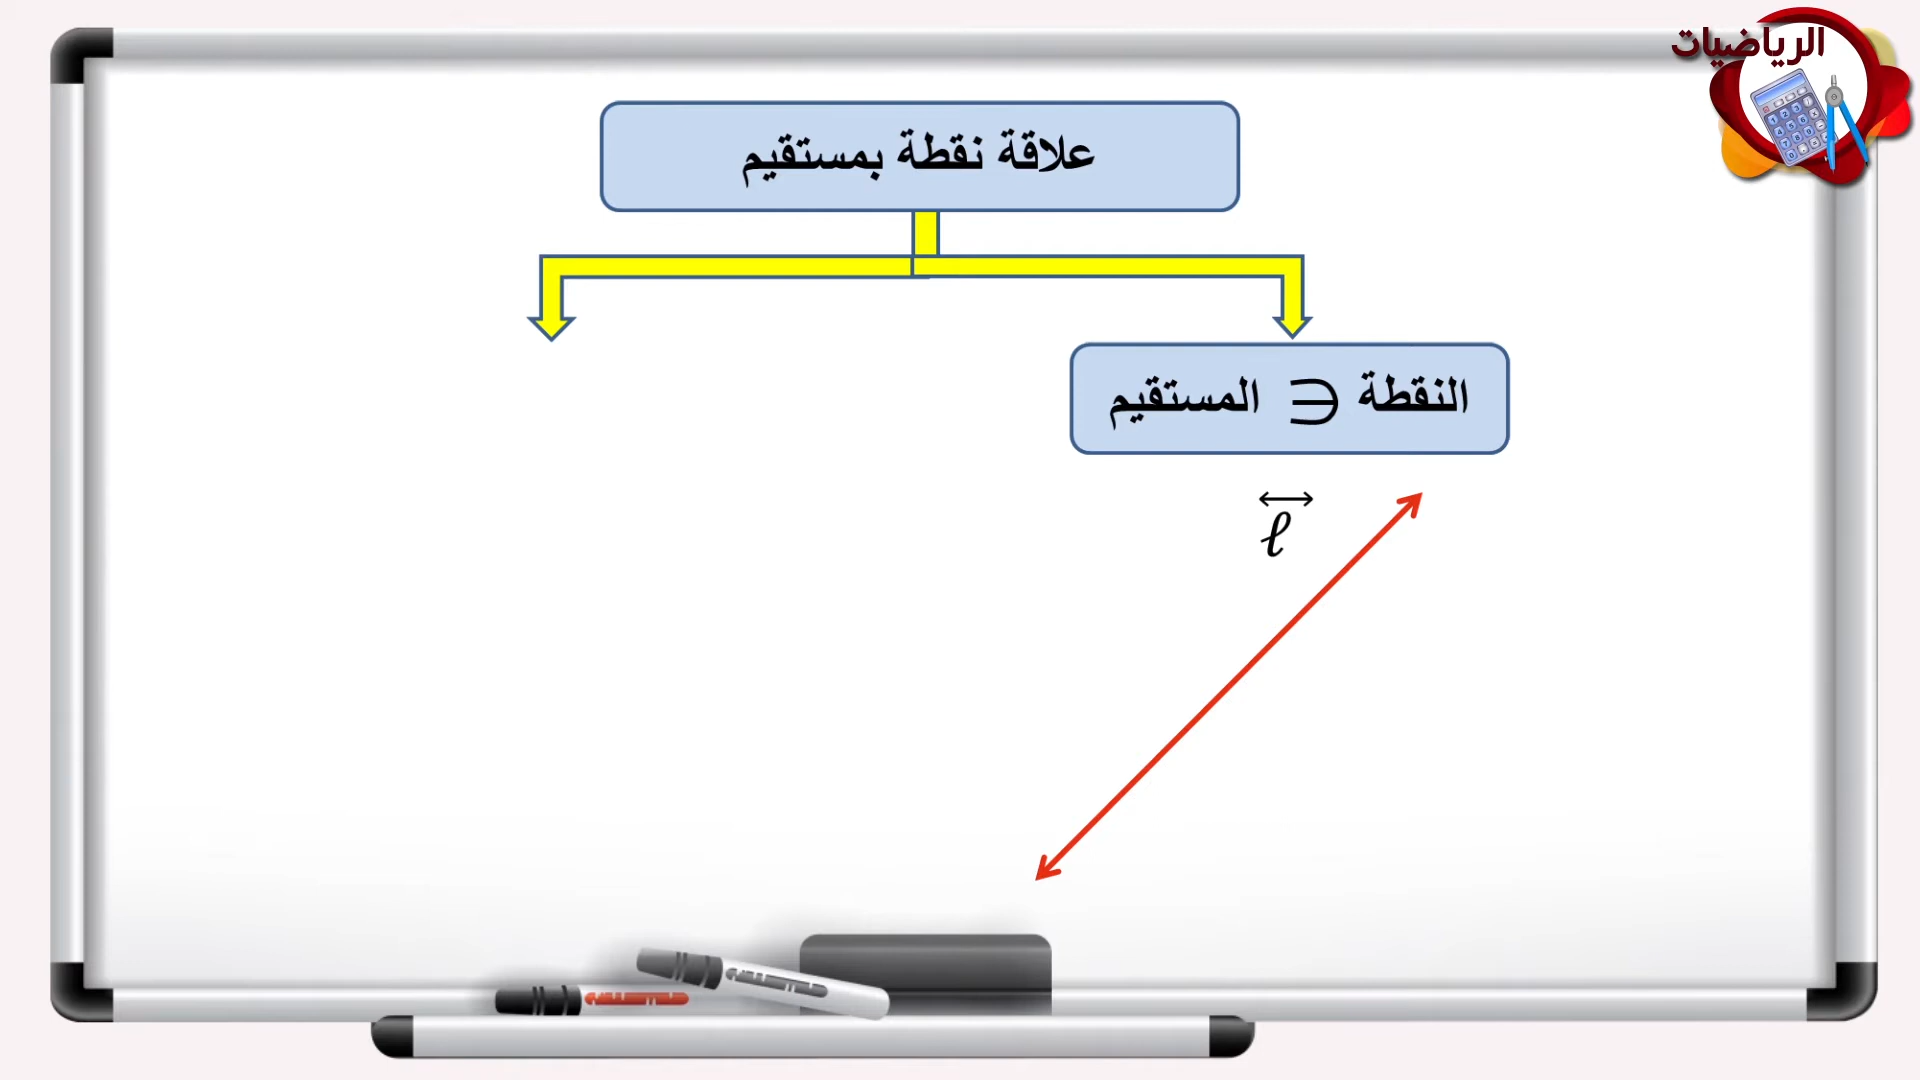 الرياضيات
علاقة نقطة بمستقيم
النقطة ∋ المستقيم
ℓ